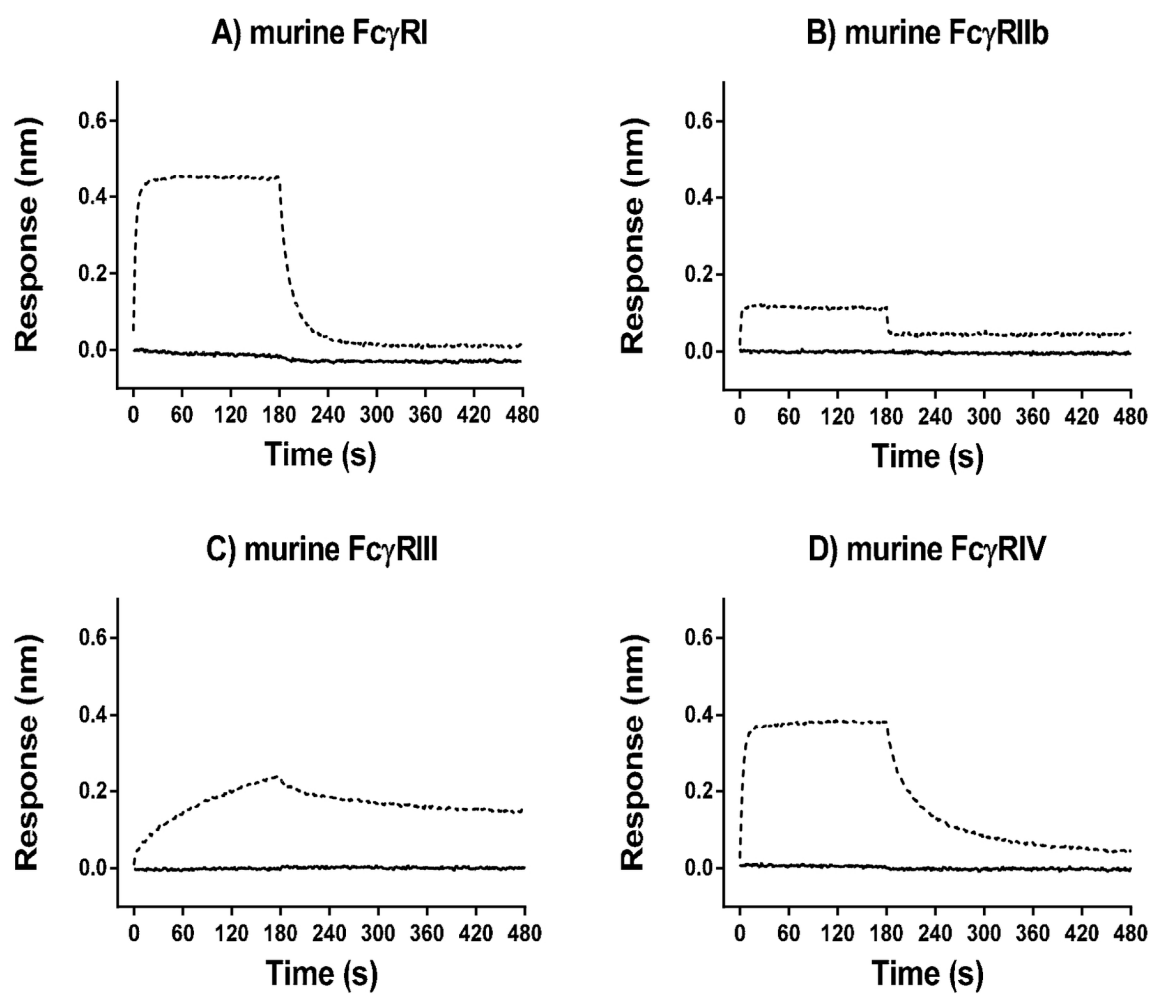 A) murine FcγRI
Response (nm)
0.6
0.4
0.2
0.0
0 60 120 180 240 300 360 420 480
Time (s)
B) murine FcγRIIb
Response (nm)
0.6
0.4
0.2
0.0
0 60 120 180 240 300 360 420 480
Time (s)
C) murine FcγRIII
Response (nm)
0.6
0.4
0.2
0.0
0 60 120 180 240 300 360 420 480
Time (s)
D) murine FcγRIV
Response (nm)
0.6
0.4
0.2
0.0
0 60 120 180 240 300 360 420 480
Time (s)